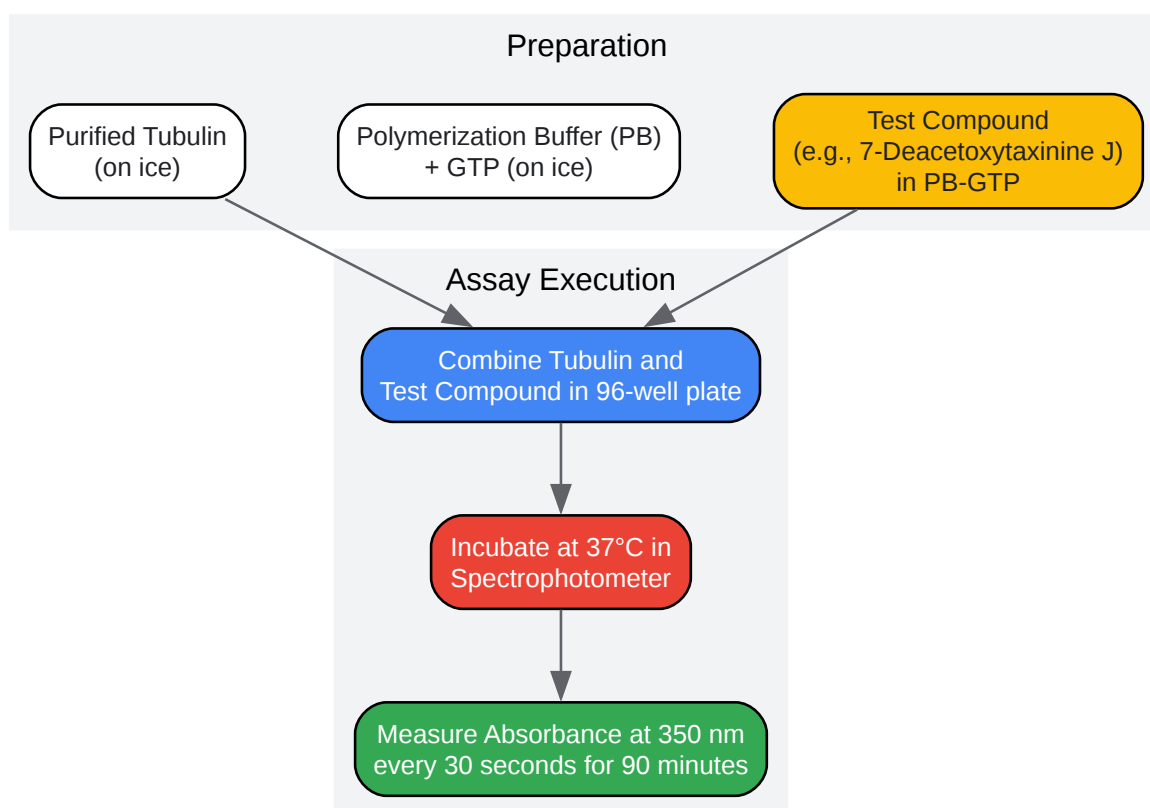 Preparation
Purified Tubulin
(on ice)
Polymerization Buffer (PB)
+ GTP (on ice)
Test Compound
(e.g., 7-Deacetoxytaxinine J)
in PB-GTP
Assay Execution
Combine Tubulin and
Test Compound in 96-well plate
Incubate at 37°C in
Spectrophotometer
Measure Absorbance at 350 nm
every 30 seconds for 90 minutes